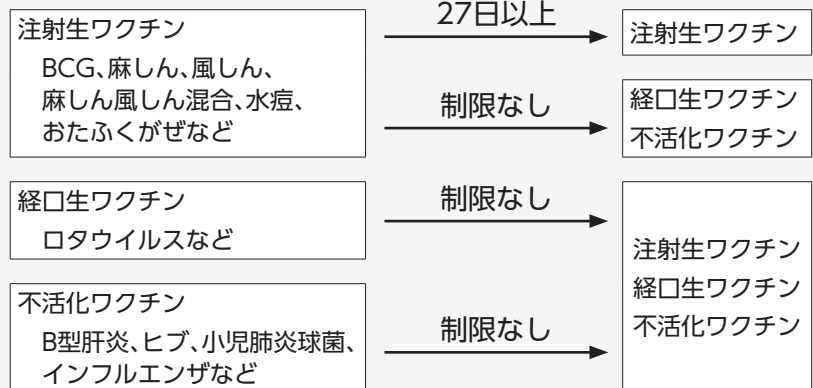 注射生ワクチン
BCG、麻しん、風しん、
麻しん風しん混合、水痘、
おたふくかぜなど
27日以上
注射生ワクチン
制限なし
経口生ワクチン
不活化ワクチン
経口生ワクチン
ロタウイルスなど
制限なし
不活化ワクチン
B型肝炎、ヒブ、小児肺炎球菌、
インフルエンザなど
制限なし
注射生ワクチン
経口生ワクチン
不活化ワクチン